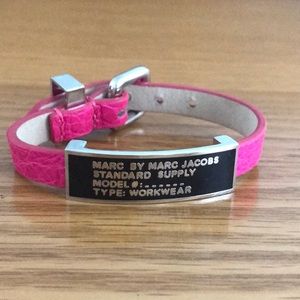 MARC BY MARC JACOBS
STANDARD SUPPLY
MODEL #: - - - - - -
TYPE: WORKWEAR